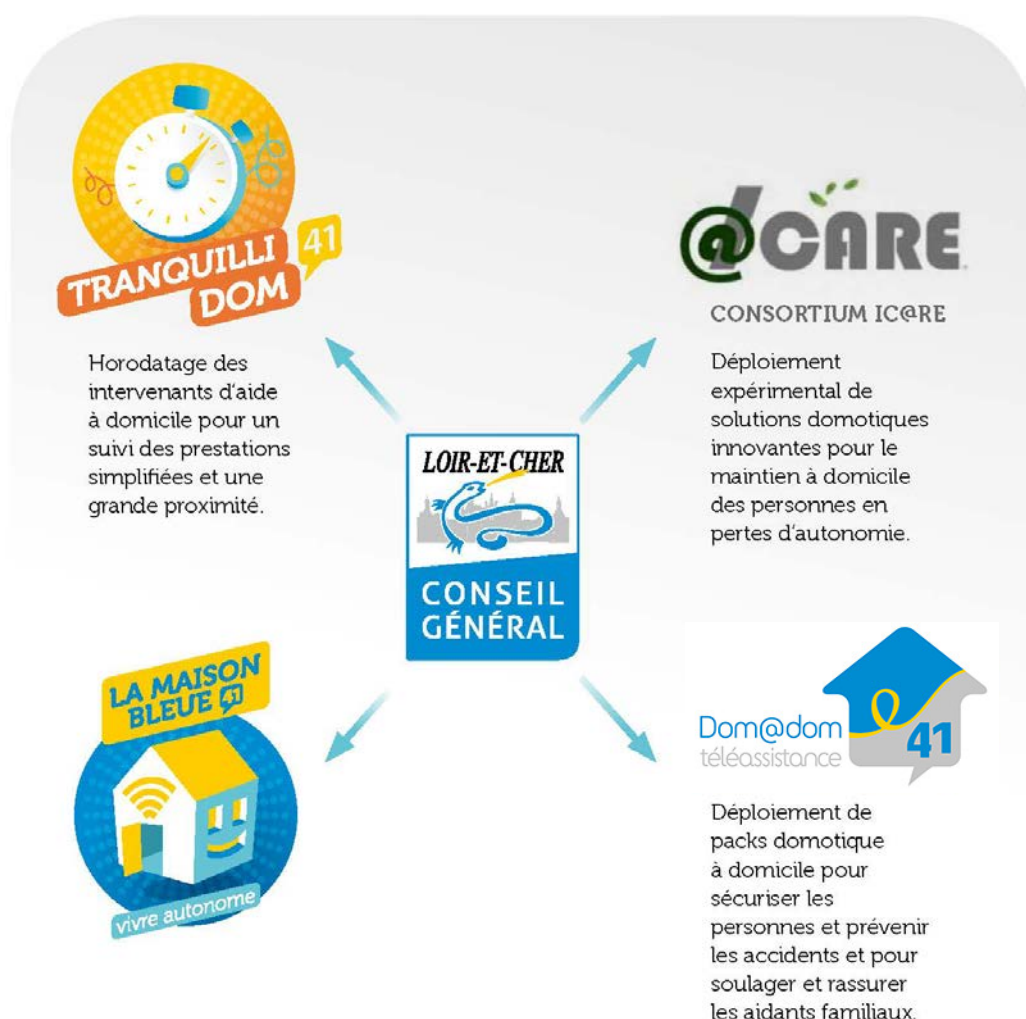 TRANQUILLI
DOM
41
Horodatage des
intervenants d'aide
à domicile pour un
suivi des prestations
simplifiées et une
grande proximité.
@CARE
CONSORTIUM IC@RE
Déploiement
expérimental de
solutions domotiques
innovantes pour le
maintien à domicile
des personnes en
pertes d'autonomie.
LOIR-ET-CHER
CONSEIL
GÉNÉRAL
LA MAISON
BLEUE 41
vivre autonome
Dom@dom
téléassistance
41
Déploiement de
packs domotique
à domicile pour
sécuriser les
personnes et prévenir
les accidents et pour
soulager et rassurer
les aidants familiaux.